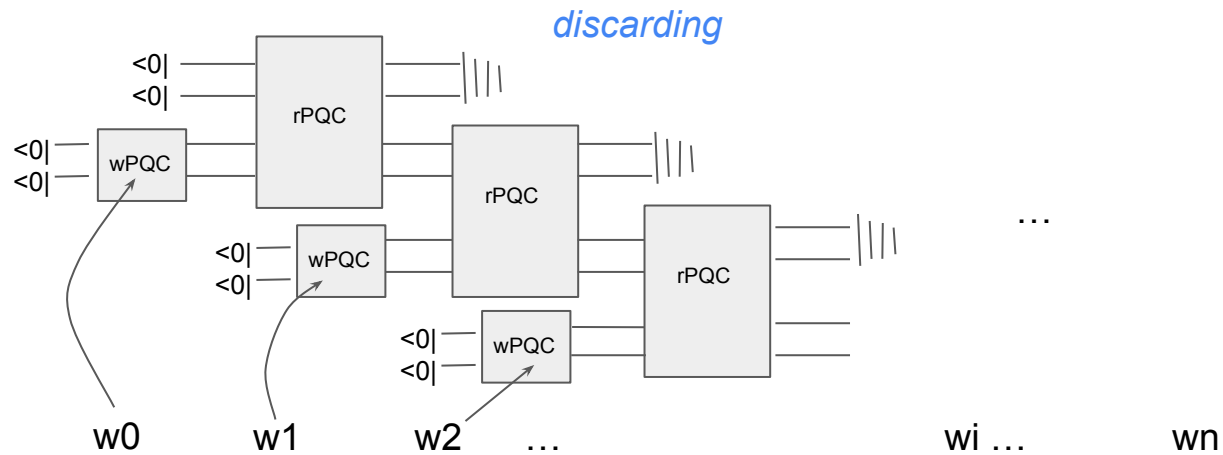 discarding
<0|
<0|
rPQC
<0|
<0|
wPQC
rPQC
<0|
<0|
wPQC
rPQC
…
<0|
<0|
wPQC
w0 w1 w2 … wi … wn